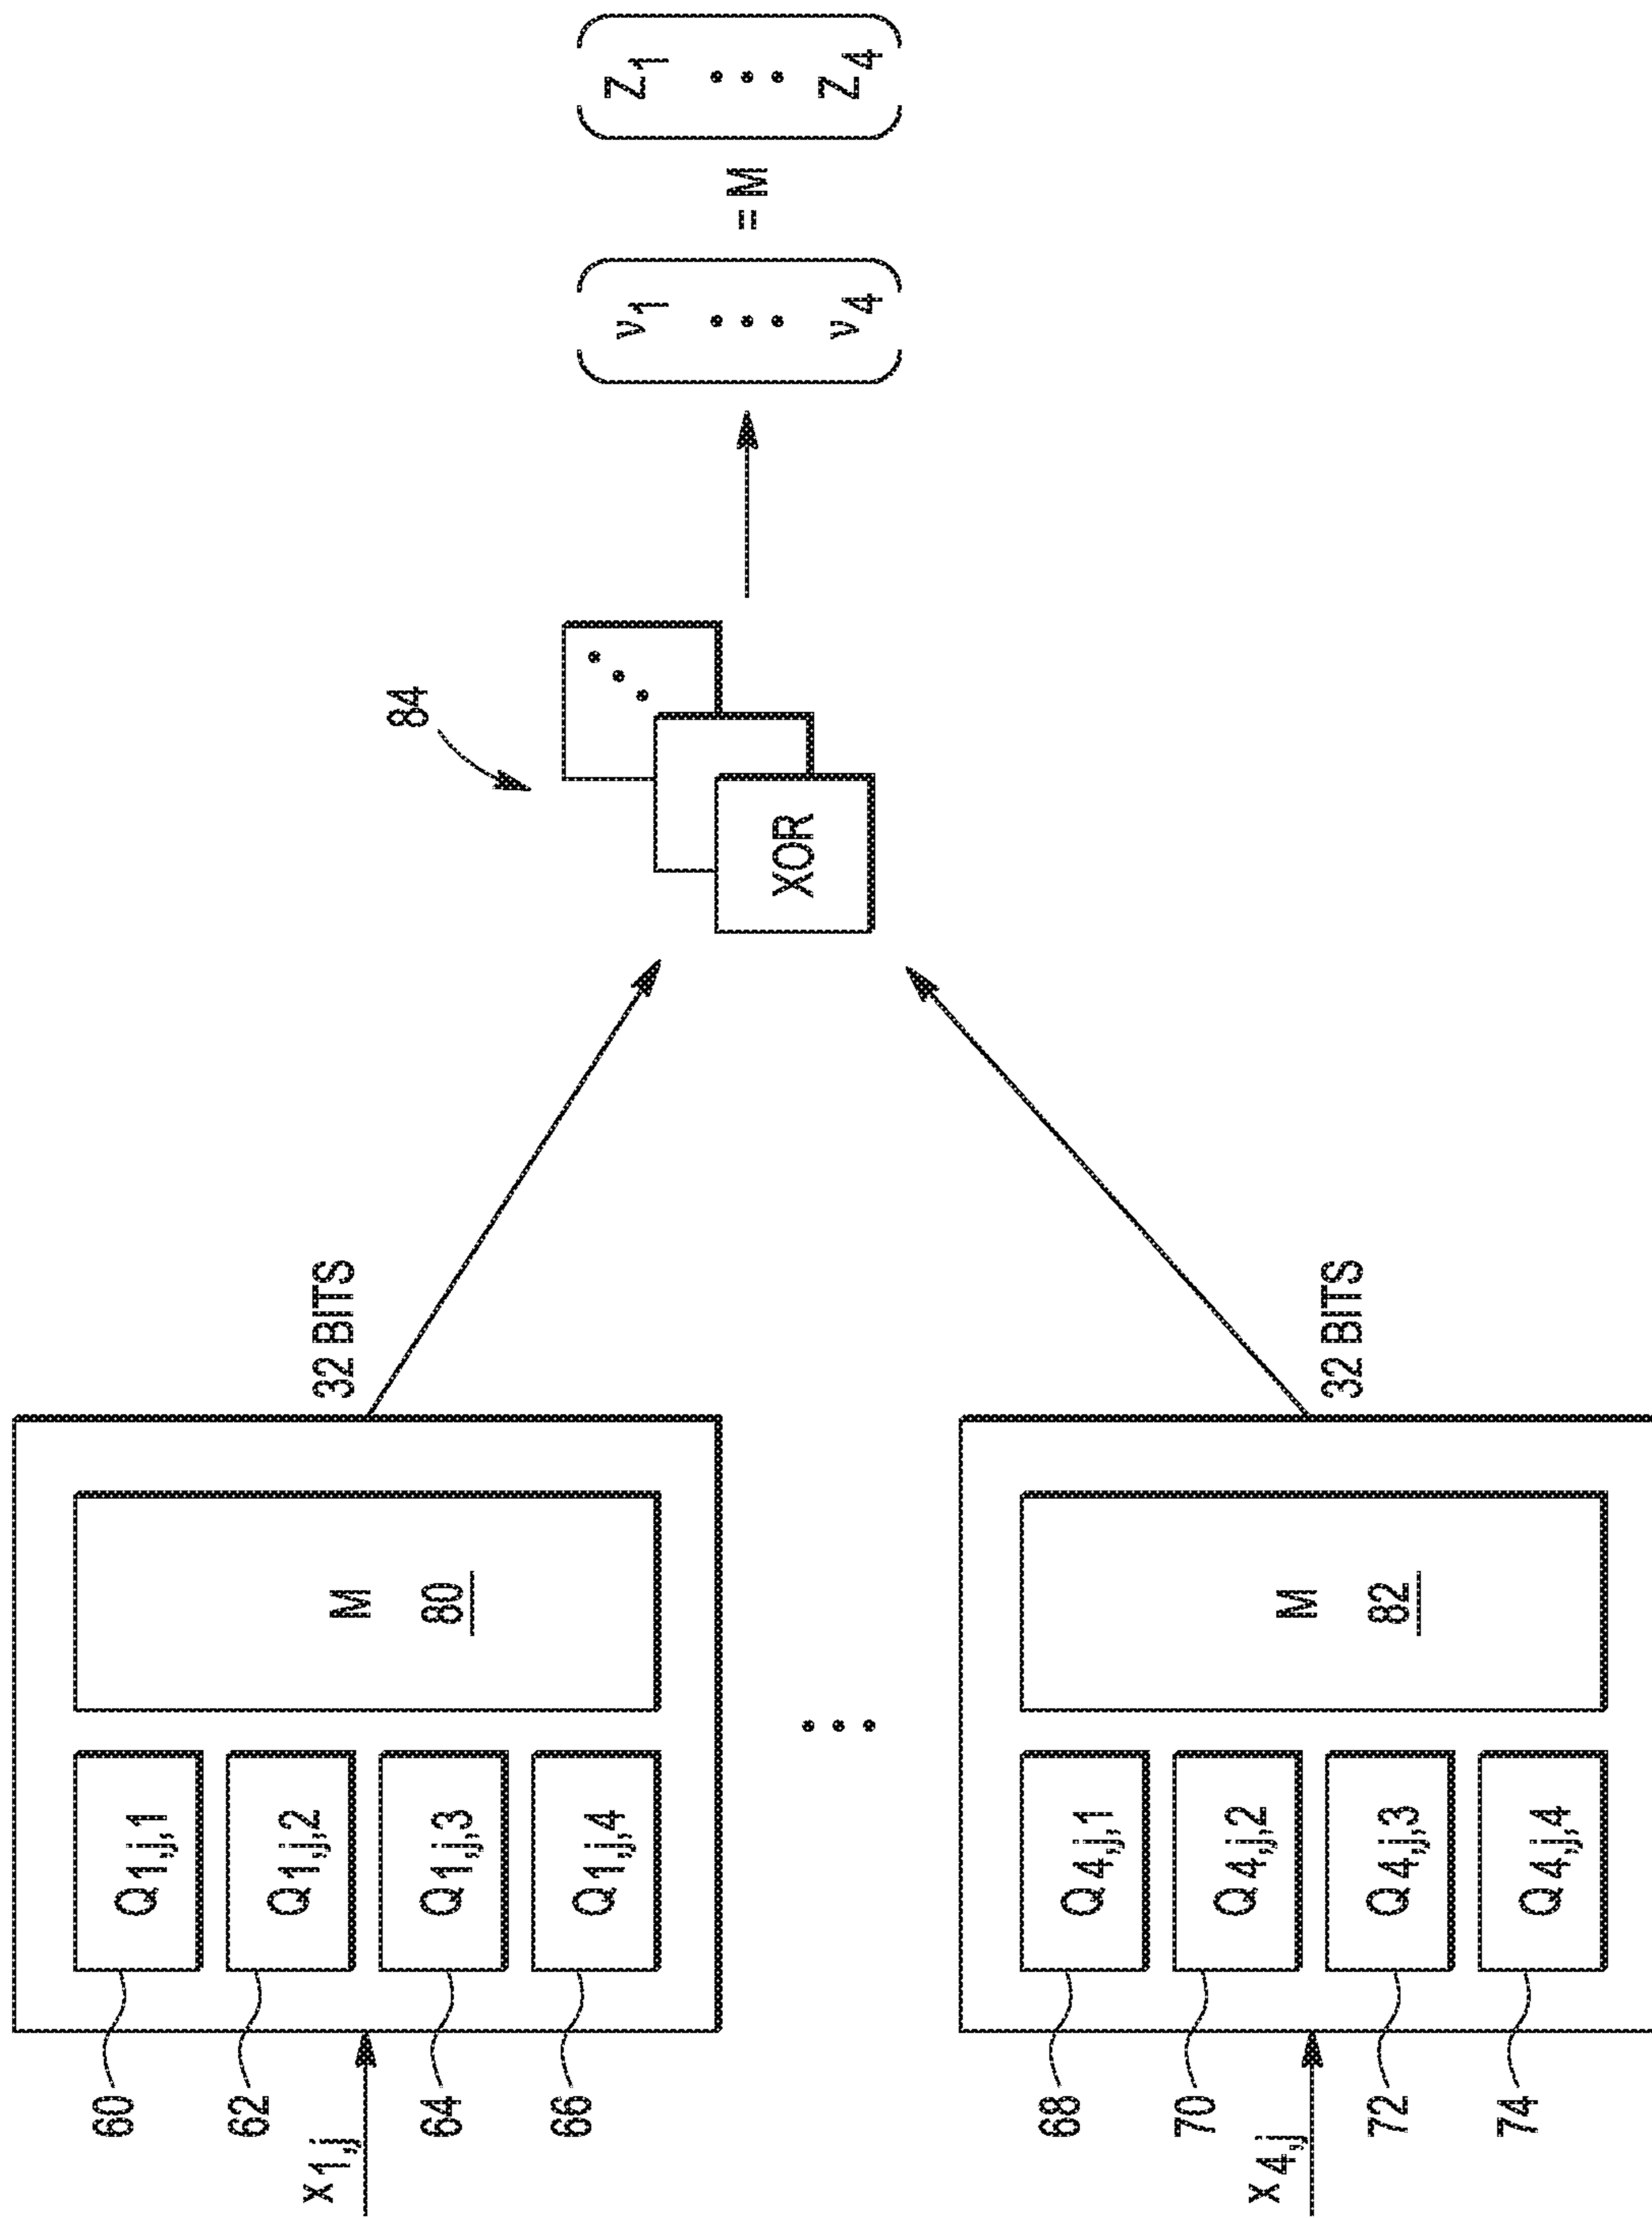 60
62
64
66
x1,j
Q1,j,1
Q1,j,2
Q1,j,3
Q1,j,4
M
80
32 BITS
68
70
72
74
x4,j
Q4,j,1
Q4,j,2
Q4,j,3
Q4,j,4
M
82
32 BITS
84
XOR
v1
v4
= M
Z1
Z4